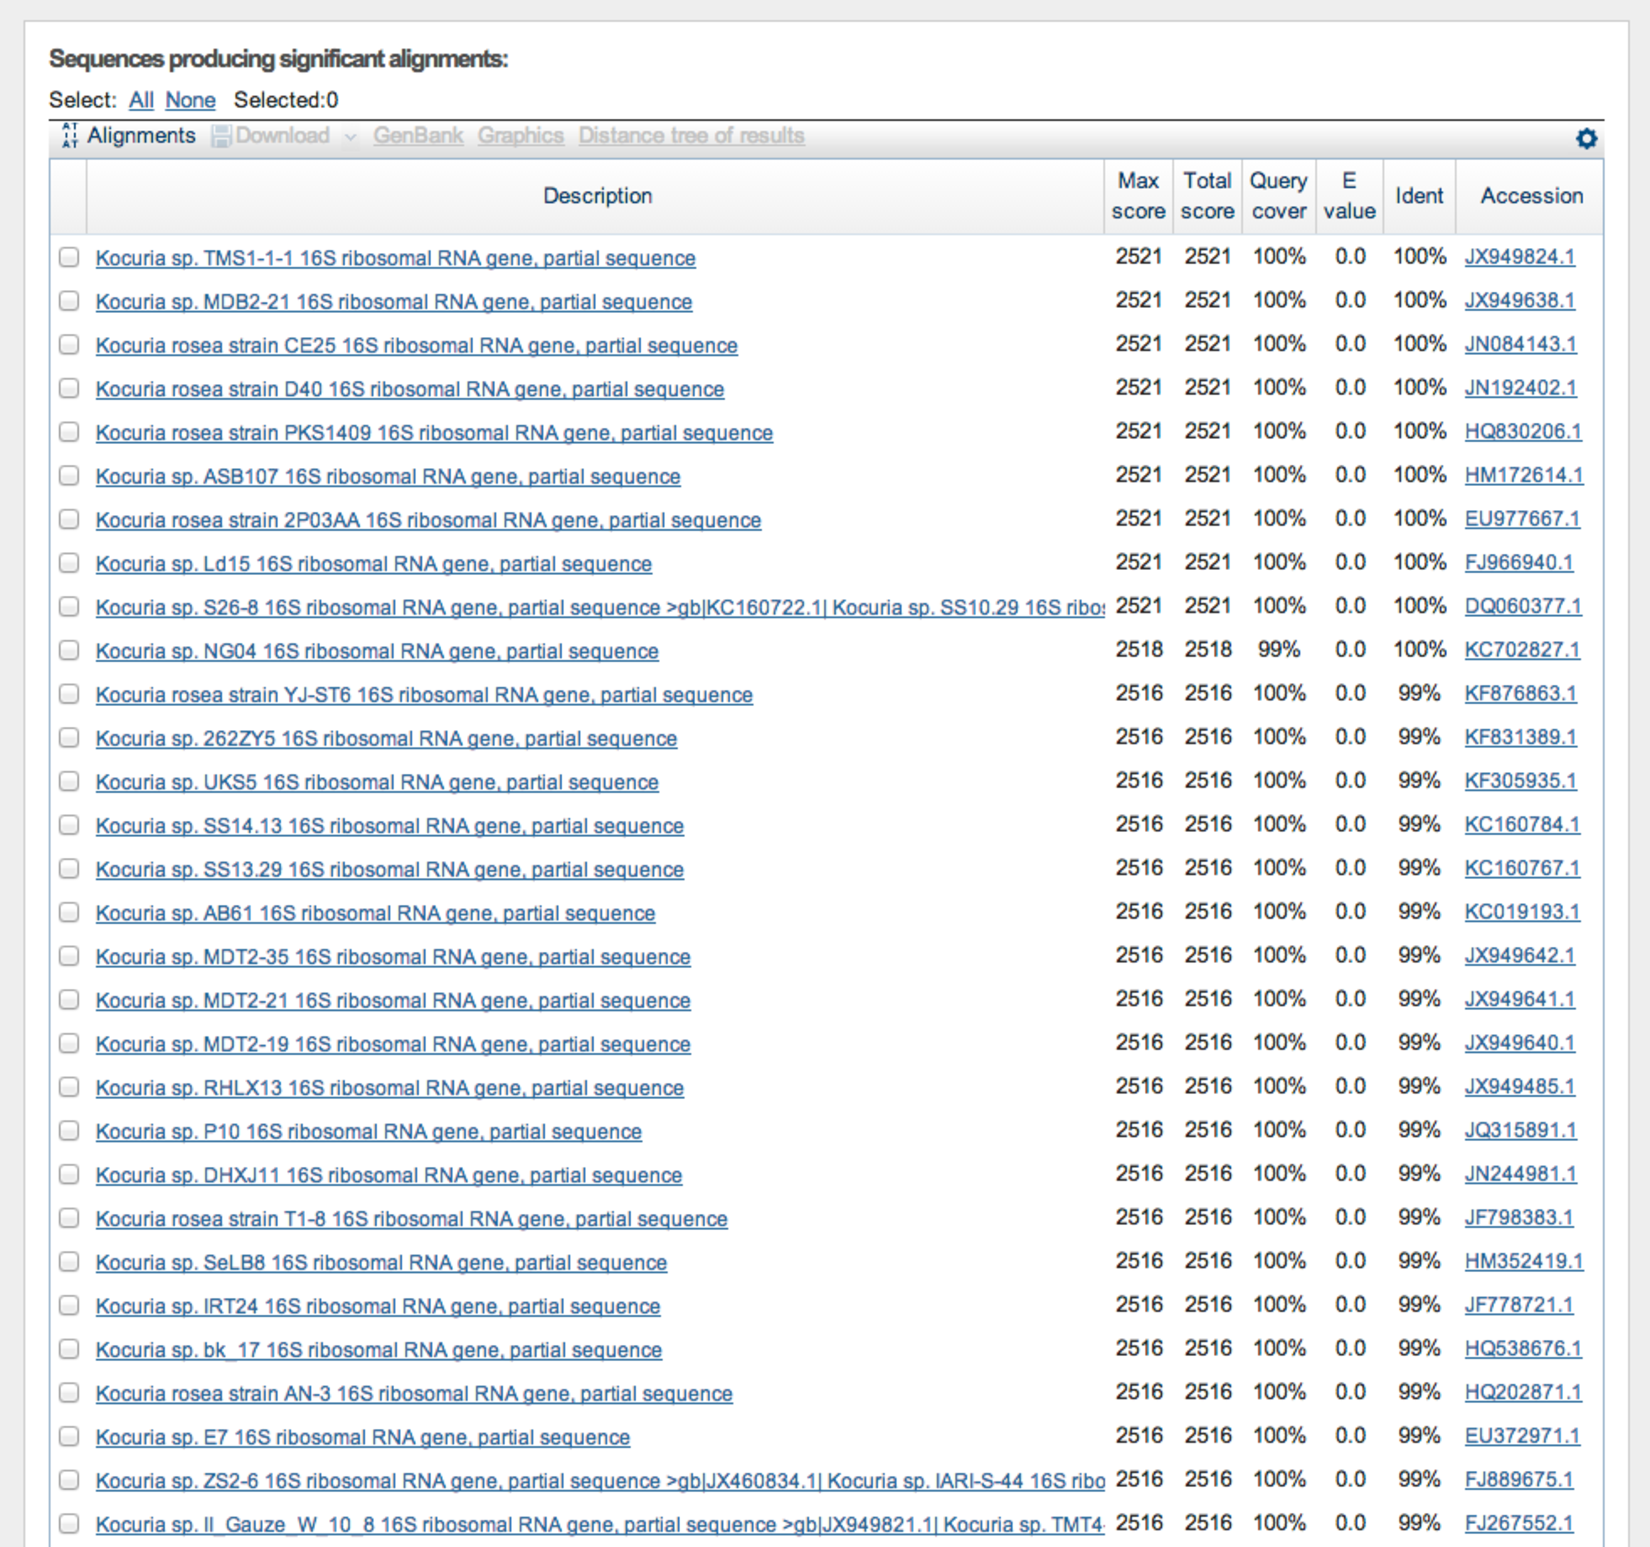 Sequences producing significant alignments:
Select: All None Selected:0
Alignments Download GenBank Graphics Distance tree of results
Description Max score Total score Query cover E value Ident Accession
Kocuria sp. TMS1-1-1 16S ribosomal RNA gene, partial sequence 2521 2521 100% 0.0 100% JX949824.1
Kocuria sp. MDB2-21 16S ribosomal RNA gene, partial sequence 2521 2521 100% 0.0 100% JX949638.1
Kocuria rosea strain CE25 16S ribosomal RNA gene, partial sequence 2521 2521 100% 0.0 100% JN084143.1
Kocuria rosea strain D40 16S ribosomal RNA gene, partial sequence 2521 2521 100% 0.0 100% JN192402.1
Kocuria rosea strain PKS1409 16S ribosomal RNA gene, partial sequence 2521 2521 100% 0.0 100% HQ830206.1
Kocuria sp. ASB107 16S ribosomal RNA gene, partial sequence 2521 2521 100% 0.0 100% HM172614.1
Kocuria rosea strain 2P03AA 16S ribosomal RNA gene, partial sequence 2521 2521 100% 0.0 100% EU977667.1
Kocuria sp. Ld15 16S ribosomal RNA gene, partial sequence 2521 2521 100% 0.0 100% FJ966940.1
Kocuria sp. S26-8 16S ribosomal RNA gene, partial sequence >gb|KC160722.1| Kocuria sp. SS10.29 16S ribos 2521 2521 100% 0.0 100% DQ060377.1
Kocuria sp. NG04 16S ribosomal RNA gene, partial sequence 2518 2518 99% 0.0 100% KC702827.1
Kocuria rosea strain YJ-ST6 16S ribosomal RNA gene, partial sequence 2516 2516 100% 0.0 99% KF876863.1
Kocuria sp. 262ZY5 16S ribosomal RNA gene, partial sequence 2516 2516 100% 0.0 99% KF831389.1
Kocuria sp. UKS5 16S ribosomal RNA gene, partial sequence 2516 2516 100% 0.0 99% KF305935.1
Kocuria sp. SS14.13 16S ribosomal RNA gene, partial sequence 2516 2516 100% 0.0 99% KC160784.1
Kocuria sp. SS13.29 16S ribosomal RNA gene, partial sequence 2516 2516 100% 0.0 99% KC160767.1
Kocuria sp. AB61 16S ribosomal RNA gene, partial sequence 2516 2516 100% 0.0 99% KC019193.1
Kocuria sp. MDT2-35 16S ribosomal RNA gene, partial sequence 2516 2516 100% 0.0 99% JX949642.1
Kocuria sp. MDT2-21 16S ribosomal RNA gene, partial sequence 2516 2516 100% 0.0 99% JX949641.1
Kocuria sp. MDT2-19 16S ribosomal RNA gene, partial sequence 2516 2516 100% 0.0 99% JX949640.1
Kocuria sp. RHLX13 16S ribosomal RNA gene, partial sequence 2516 2516 100% 0.0 99% JX949485.1
Kocuria sp. P10 16S ribosomal RNA gene, partial sequence 2516 2516 100% 0.0 99% JQ315891.1
Kocuria sp. DHXJ11 16S ribosomal RNA gene, partial sequence 2516 2516 100% 0.0 99% JN244981.1
Kocuria rosea strain T1-8 16S ribosomal RNA gene, partial sequence 2516 2516 100% 0.0 99% JF798383.1
Kocuria sp. SeLB8 16S ribosomal RNA gene, partial sequence 2516 2516 100% 0.0 99% HM352419.1
Kocuria sp. IRT24 16S ribosomal RNA gene, partial sequence 2516 2516 100% 0.0 99% JF778721.1
Kocuria sp. bk_17 16S ribosomal RNA gene, partial sequence 2516 2516 100% 0.0 99% HQ538676.1
Kocuria rosea strain AN-3 16S ribosomal RNA gene, partial sequence 2516 2516 100% 0.0 99% HQ202871.1
Kocuria sp. E7 16S ribosomal RNA gene, partial sequence 2516 2516 100% 0.0 99% EU372971.1
Kocuria sp. ZS2-6 16S ribosomal RNA gene, partial sequence >gb|JX460834.1| Kocuria sp. IARI-S-44 16S ribo 2516 2516 100% 0.0 99% FJ889675.1
Kocuria sp. II_Gauze_W_10_8 16S ribosomal RNA gene, partial sequence >gb|JX949821.1| Kocuria sp. TMT4- 2516 2516 100% 0.0 99% FJ267552.1